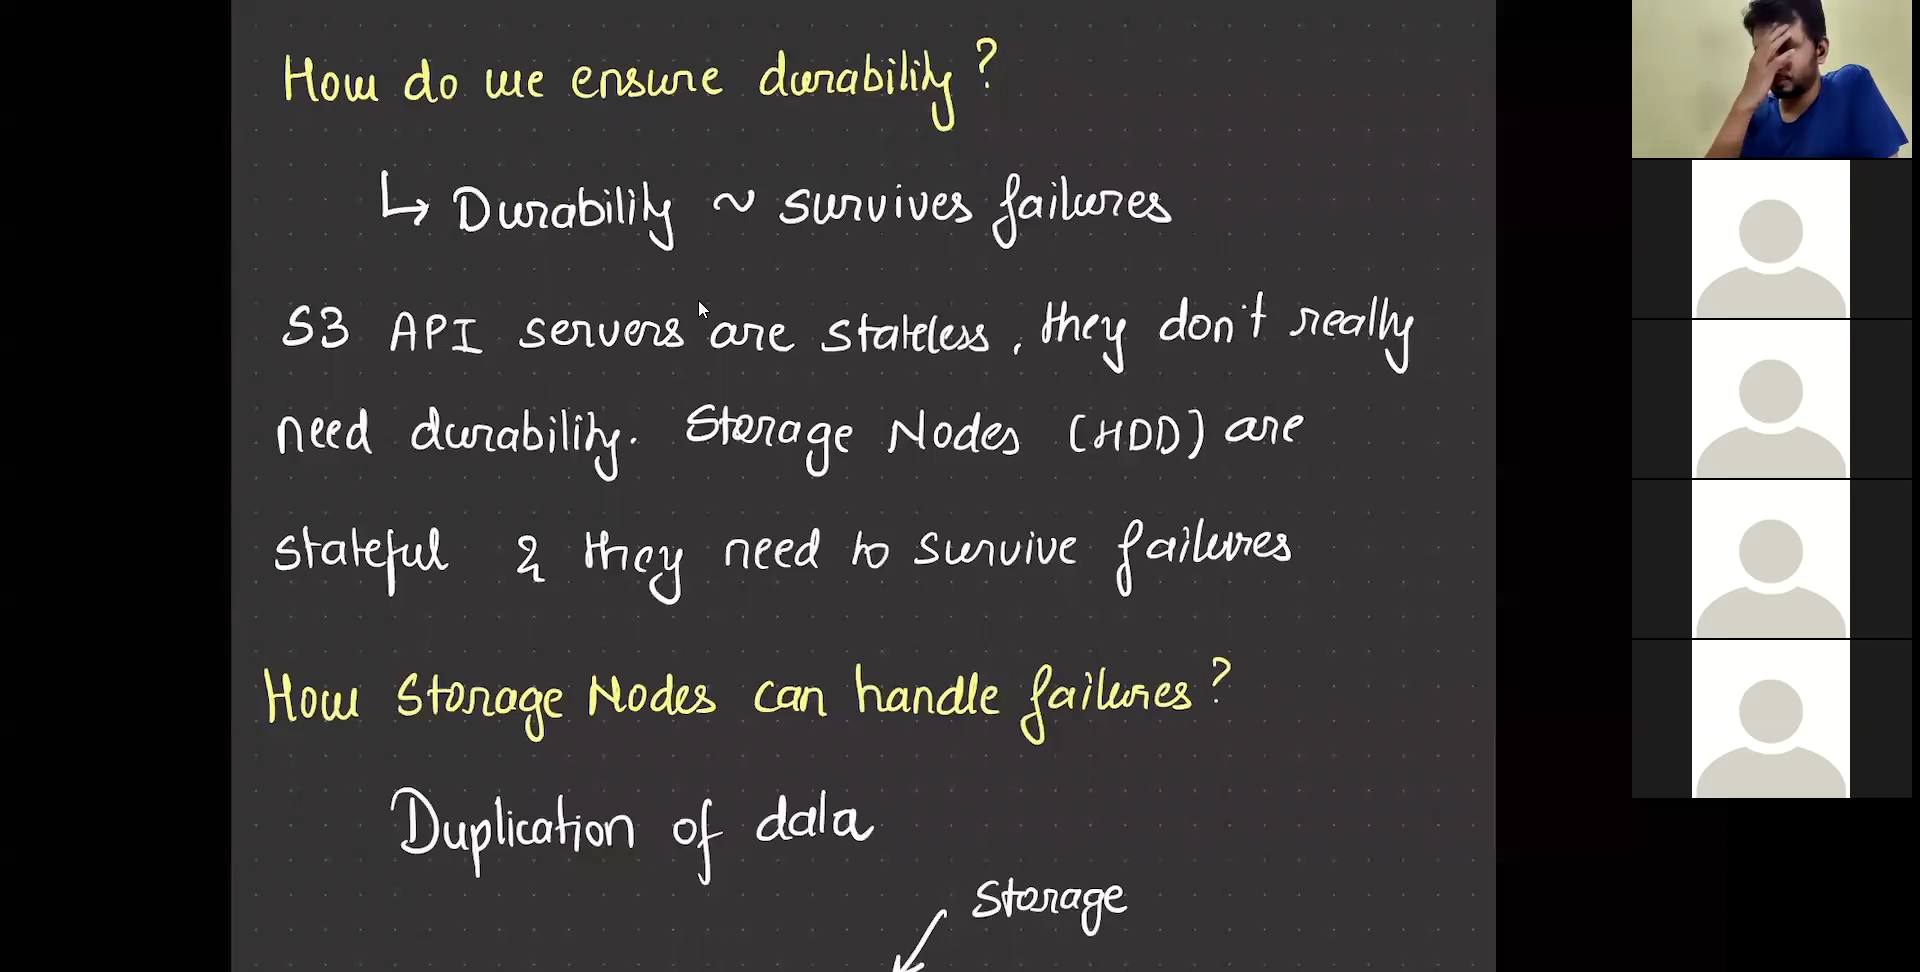 How do we ensure durability?
↳ Durability ~ survives failures
S3 API servers are stateless, they don't really
need durability. Storage Nodes (HDD) are
stateful & they need to survive failures
How Storage Nodes can handle failures?
Duplication of data
Storage